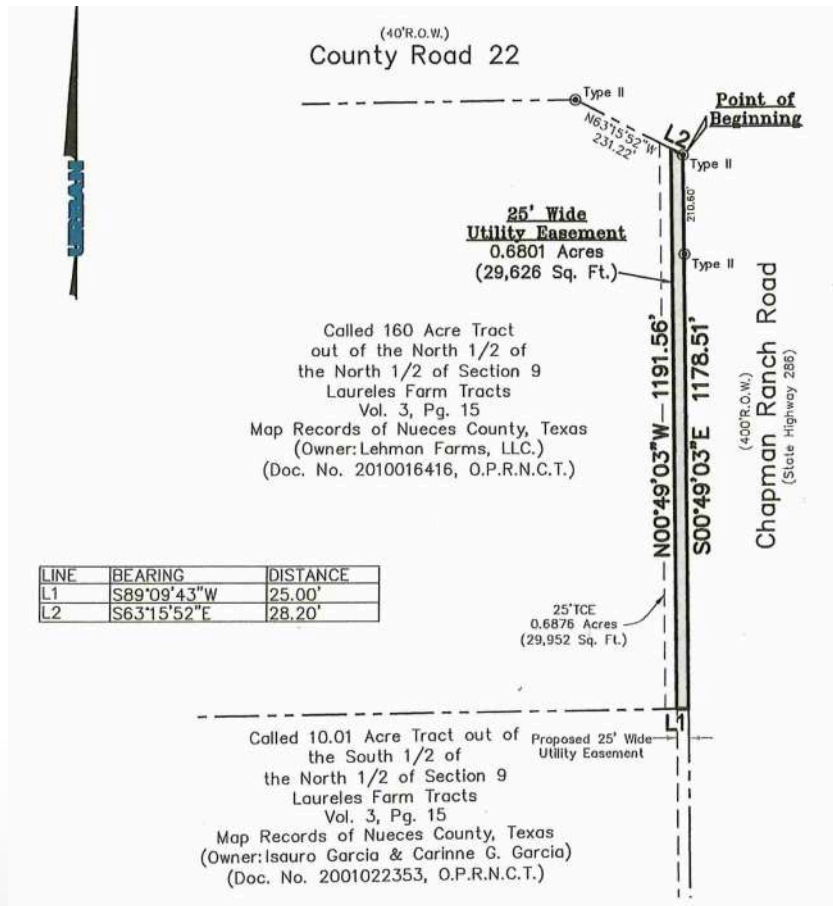 (40'R.O.W.)
County Road 22
Type II
Point of
Beginning
L2
N63°15'52"W
231.22'
Type II
210.60'
25' Wide
Utility Easement
0.6801 Acres
(29,626 Sq. Ft.)
Type II
Called 160 Acre Tract
out of the North 1/2 of
the North 1/2 of Section 9
Laureles Farm Tracts
Vol. 3, Pg. 15
Map Records of Nueces County, Texas
(Owner: Lehman Farms, LLC.)
(Doc. No. 2010016416, O.P.R.N.C.T.)
N00°49'03"W 1191.56'
S00°49'03"E 1178.51'
Chapman Ranch Road
(400'R.O.W.)
(State Highway 286)
LINE BEARING DISTANCE
L1 S89°09'43"W 25.00'
L2 S63°15'52"E 28.20'
25'TCE
0.6876 Acres
(29,952 Sq. Ft.)
L1
Proposed 25' Wide
Utility Easement
Called 10.01 Acre Tract out of
the South 1/2 of
the North 1/2 of Section 9
Laureles Farm Tracts
Vol. 3, Pg. 15
Map Records of Nueces County, Texas
(Owner: Isauro Garcia & Carinne G. Garcia)
(Doc. No. 2001022353, O.P.R.N.C.T.)